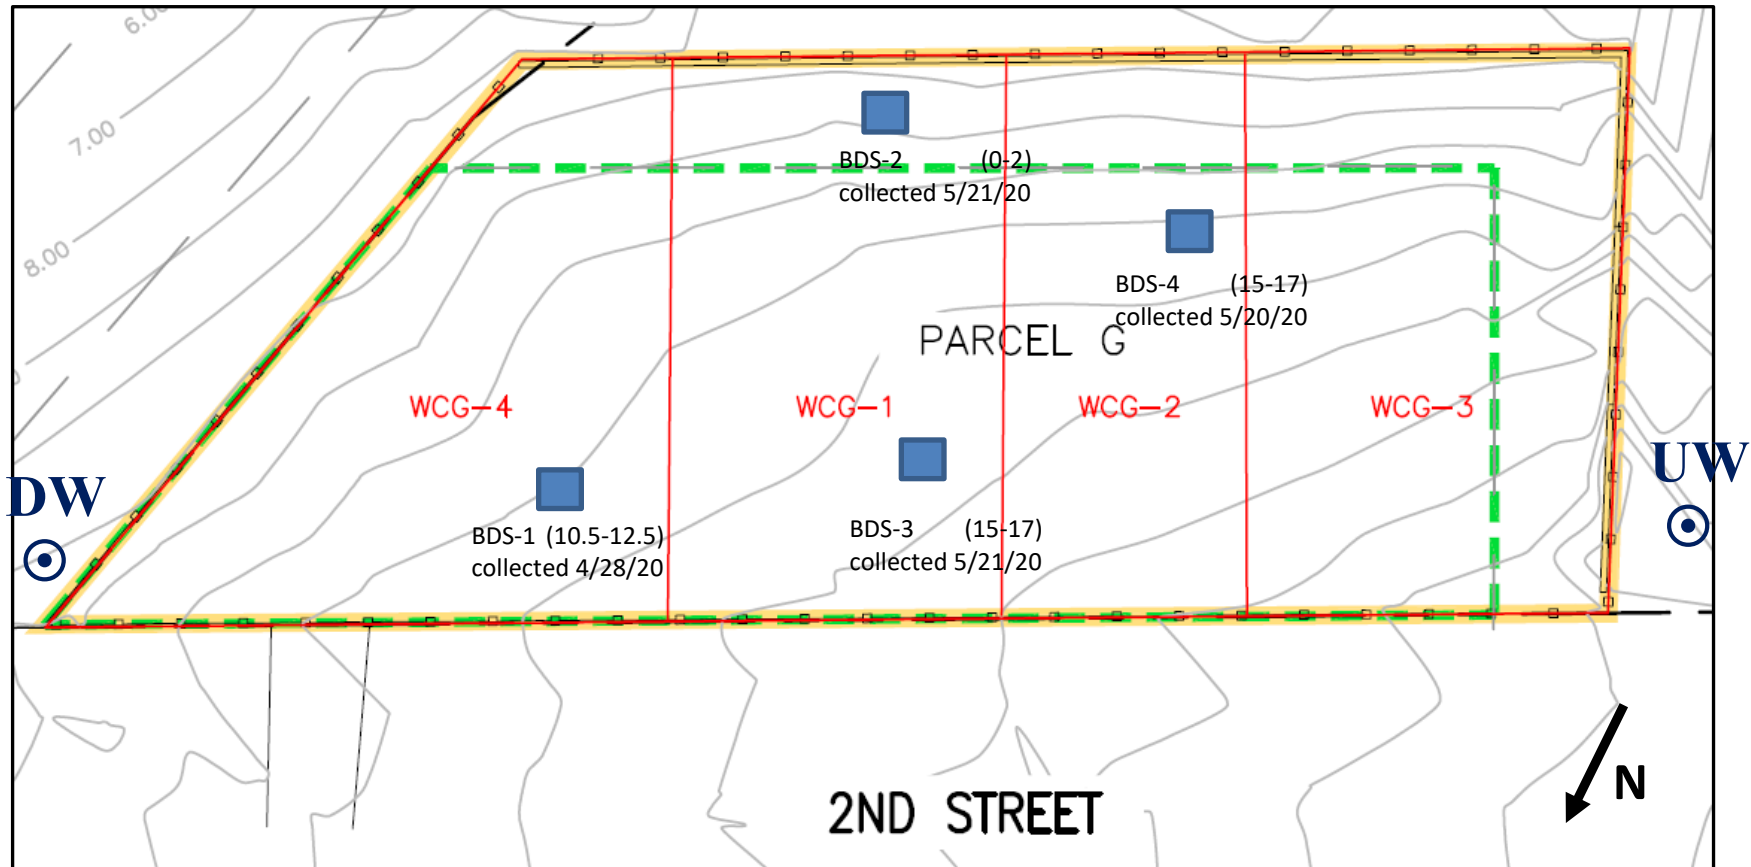 6.00
7.00
8.00
BDS-2 (0-2)
collected 5/21/20
BDS-4 (15-17)
collected 5/20/20
PARCEL G
WCG-4
WCG-1
WCG-2
WCG-3
DW
UW
BDS-1 (10.5-12.5)
collected 4/28/20
BDS-3 (15-17)
collected 5/21/20
N
2ND STREET